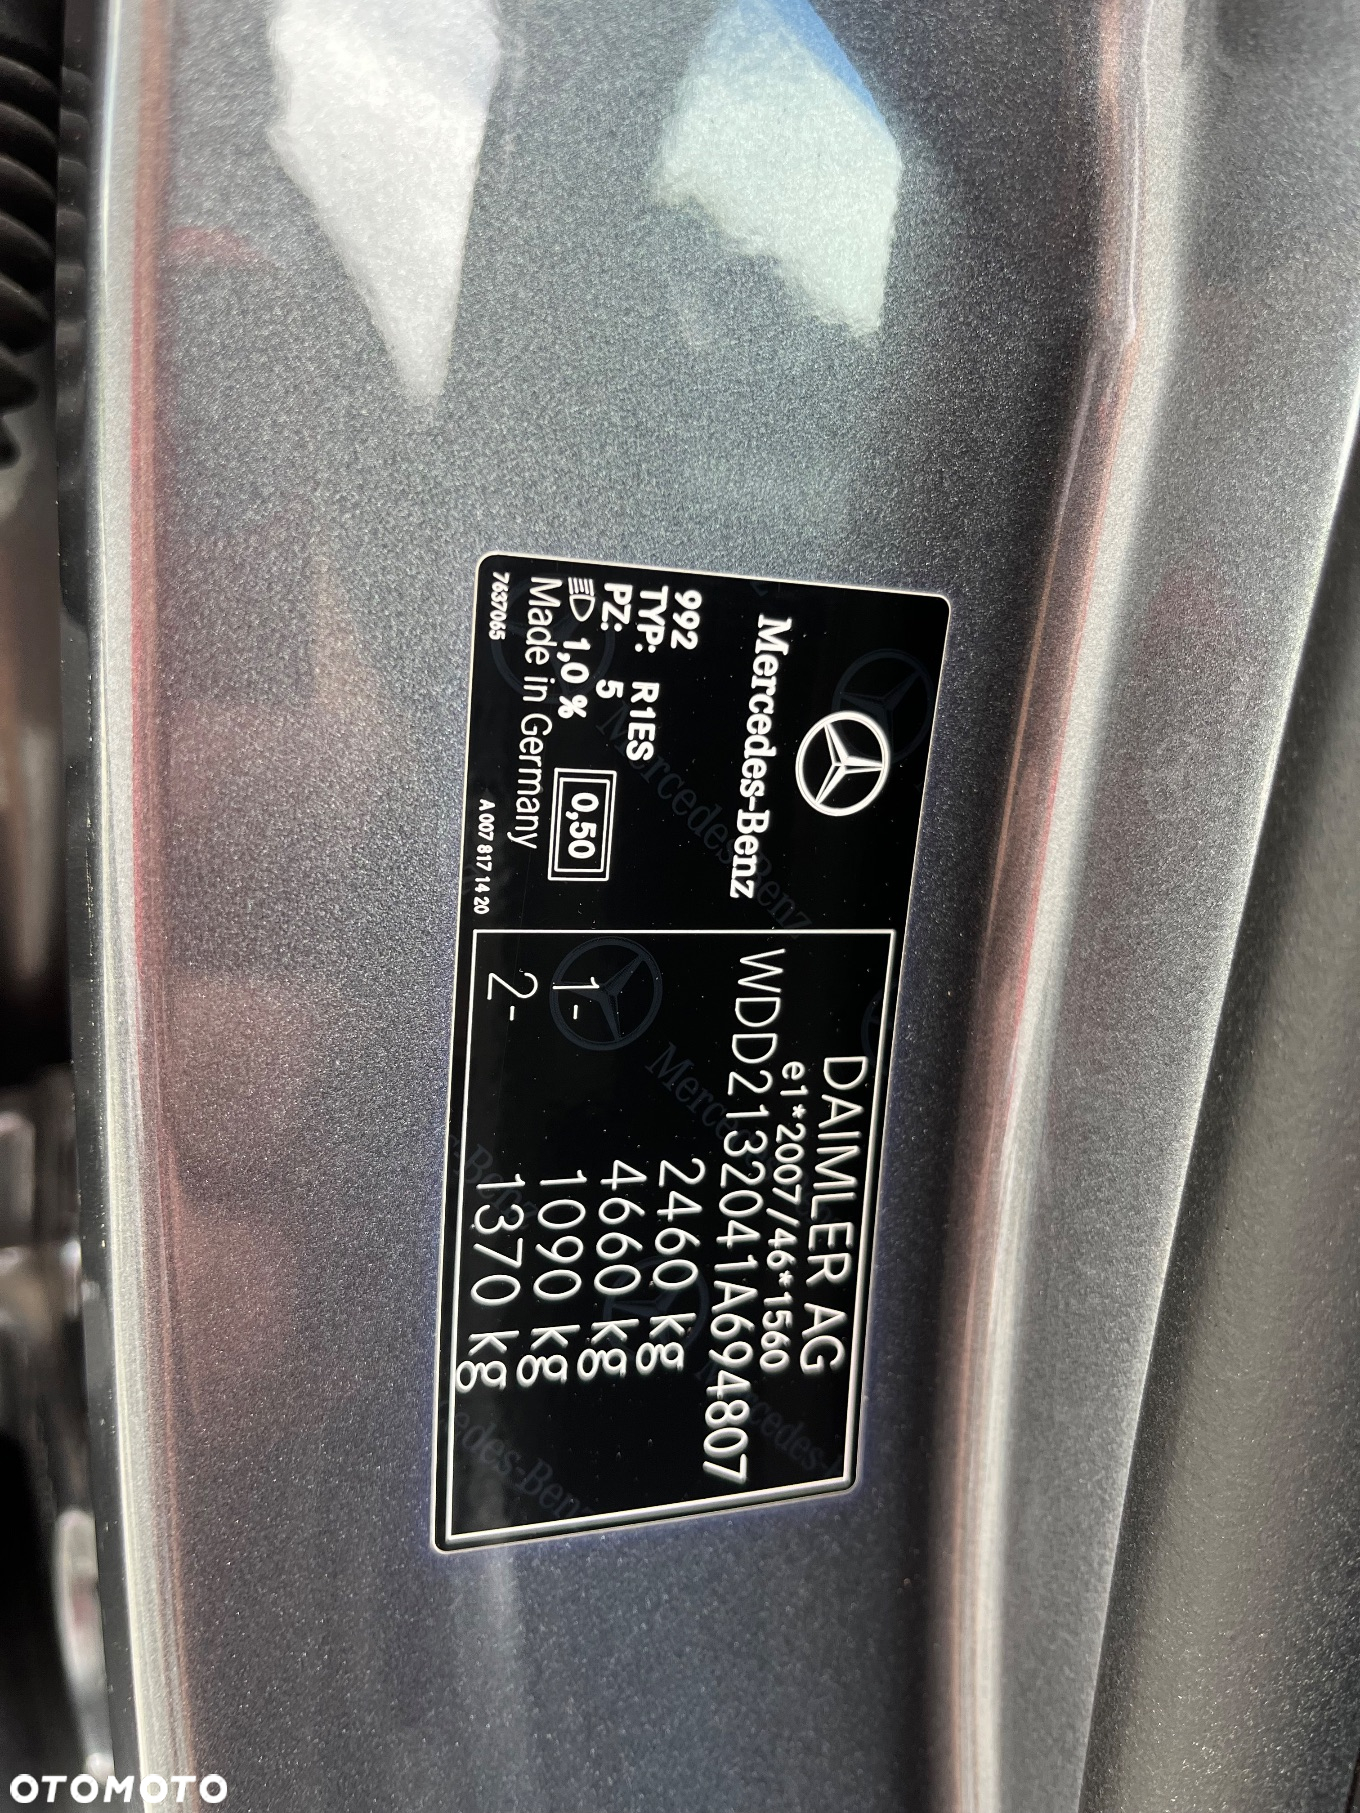 Mercedes-Benz
992
TYP: R1ES
PZ: 5
1,0 % 0,50
Made in Germany
7637065 A 007 817 14 20
DAIMLER AG
e1*2007/46*1560
WDD2132041A694807
2460 kg
4660 kg
1- 1090 kg
2- 1370 kg
OTOMOTO